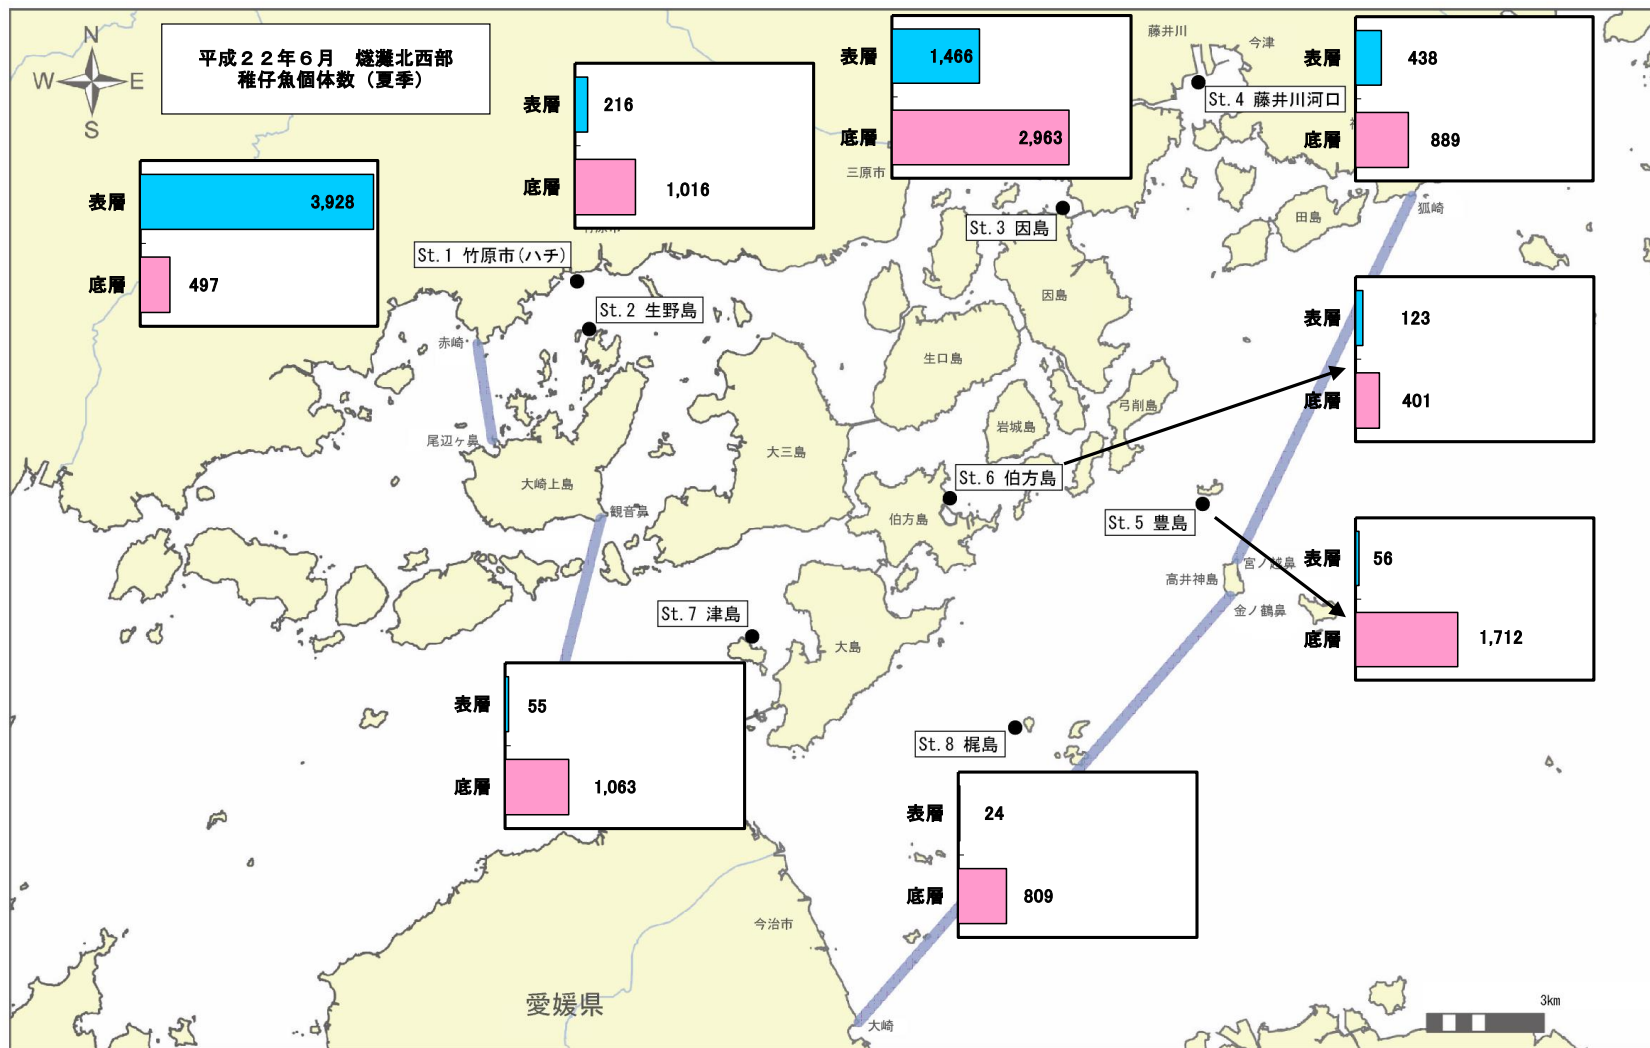 平成２２年６月　燧灘北西部
稚仔魚個体数（夏季）
N
W
E
S
表層
3,928
底層
497
表層
216
底層
1,016
表層
1,466
底層
2,963
表層
438
底層
889
藤井川
今津
St.4 藤井川河口
三原市
St.3 因島
田島
狐崎
St.1 竹原市(ハチ)
St.2 生野島
赤崎
因島
生口島
表層
123
底層
401
尾辺ヶ鼻
大三島
岩城島
弓削島
大崎上島
観音鼻
St.6 伯方島
伯方島
St.5 豊島
宮ノ越鼻
高井神島
金ノ鶴鼻
表層
56
底層
1,712
St.7 津島
大島
表層
55
底層
1,063
St.8 梶島
表層
24
底層
809
今治市
愛媛県
大崎
3km